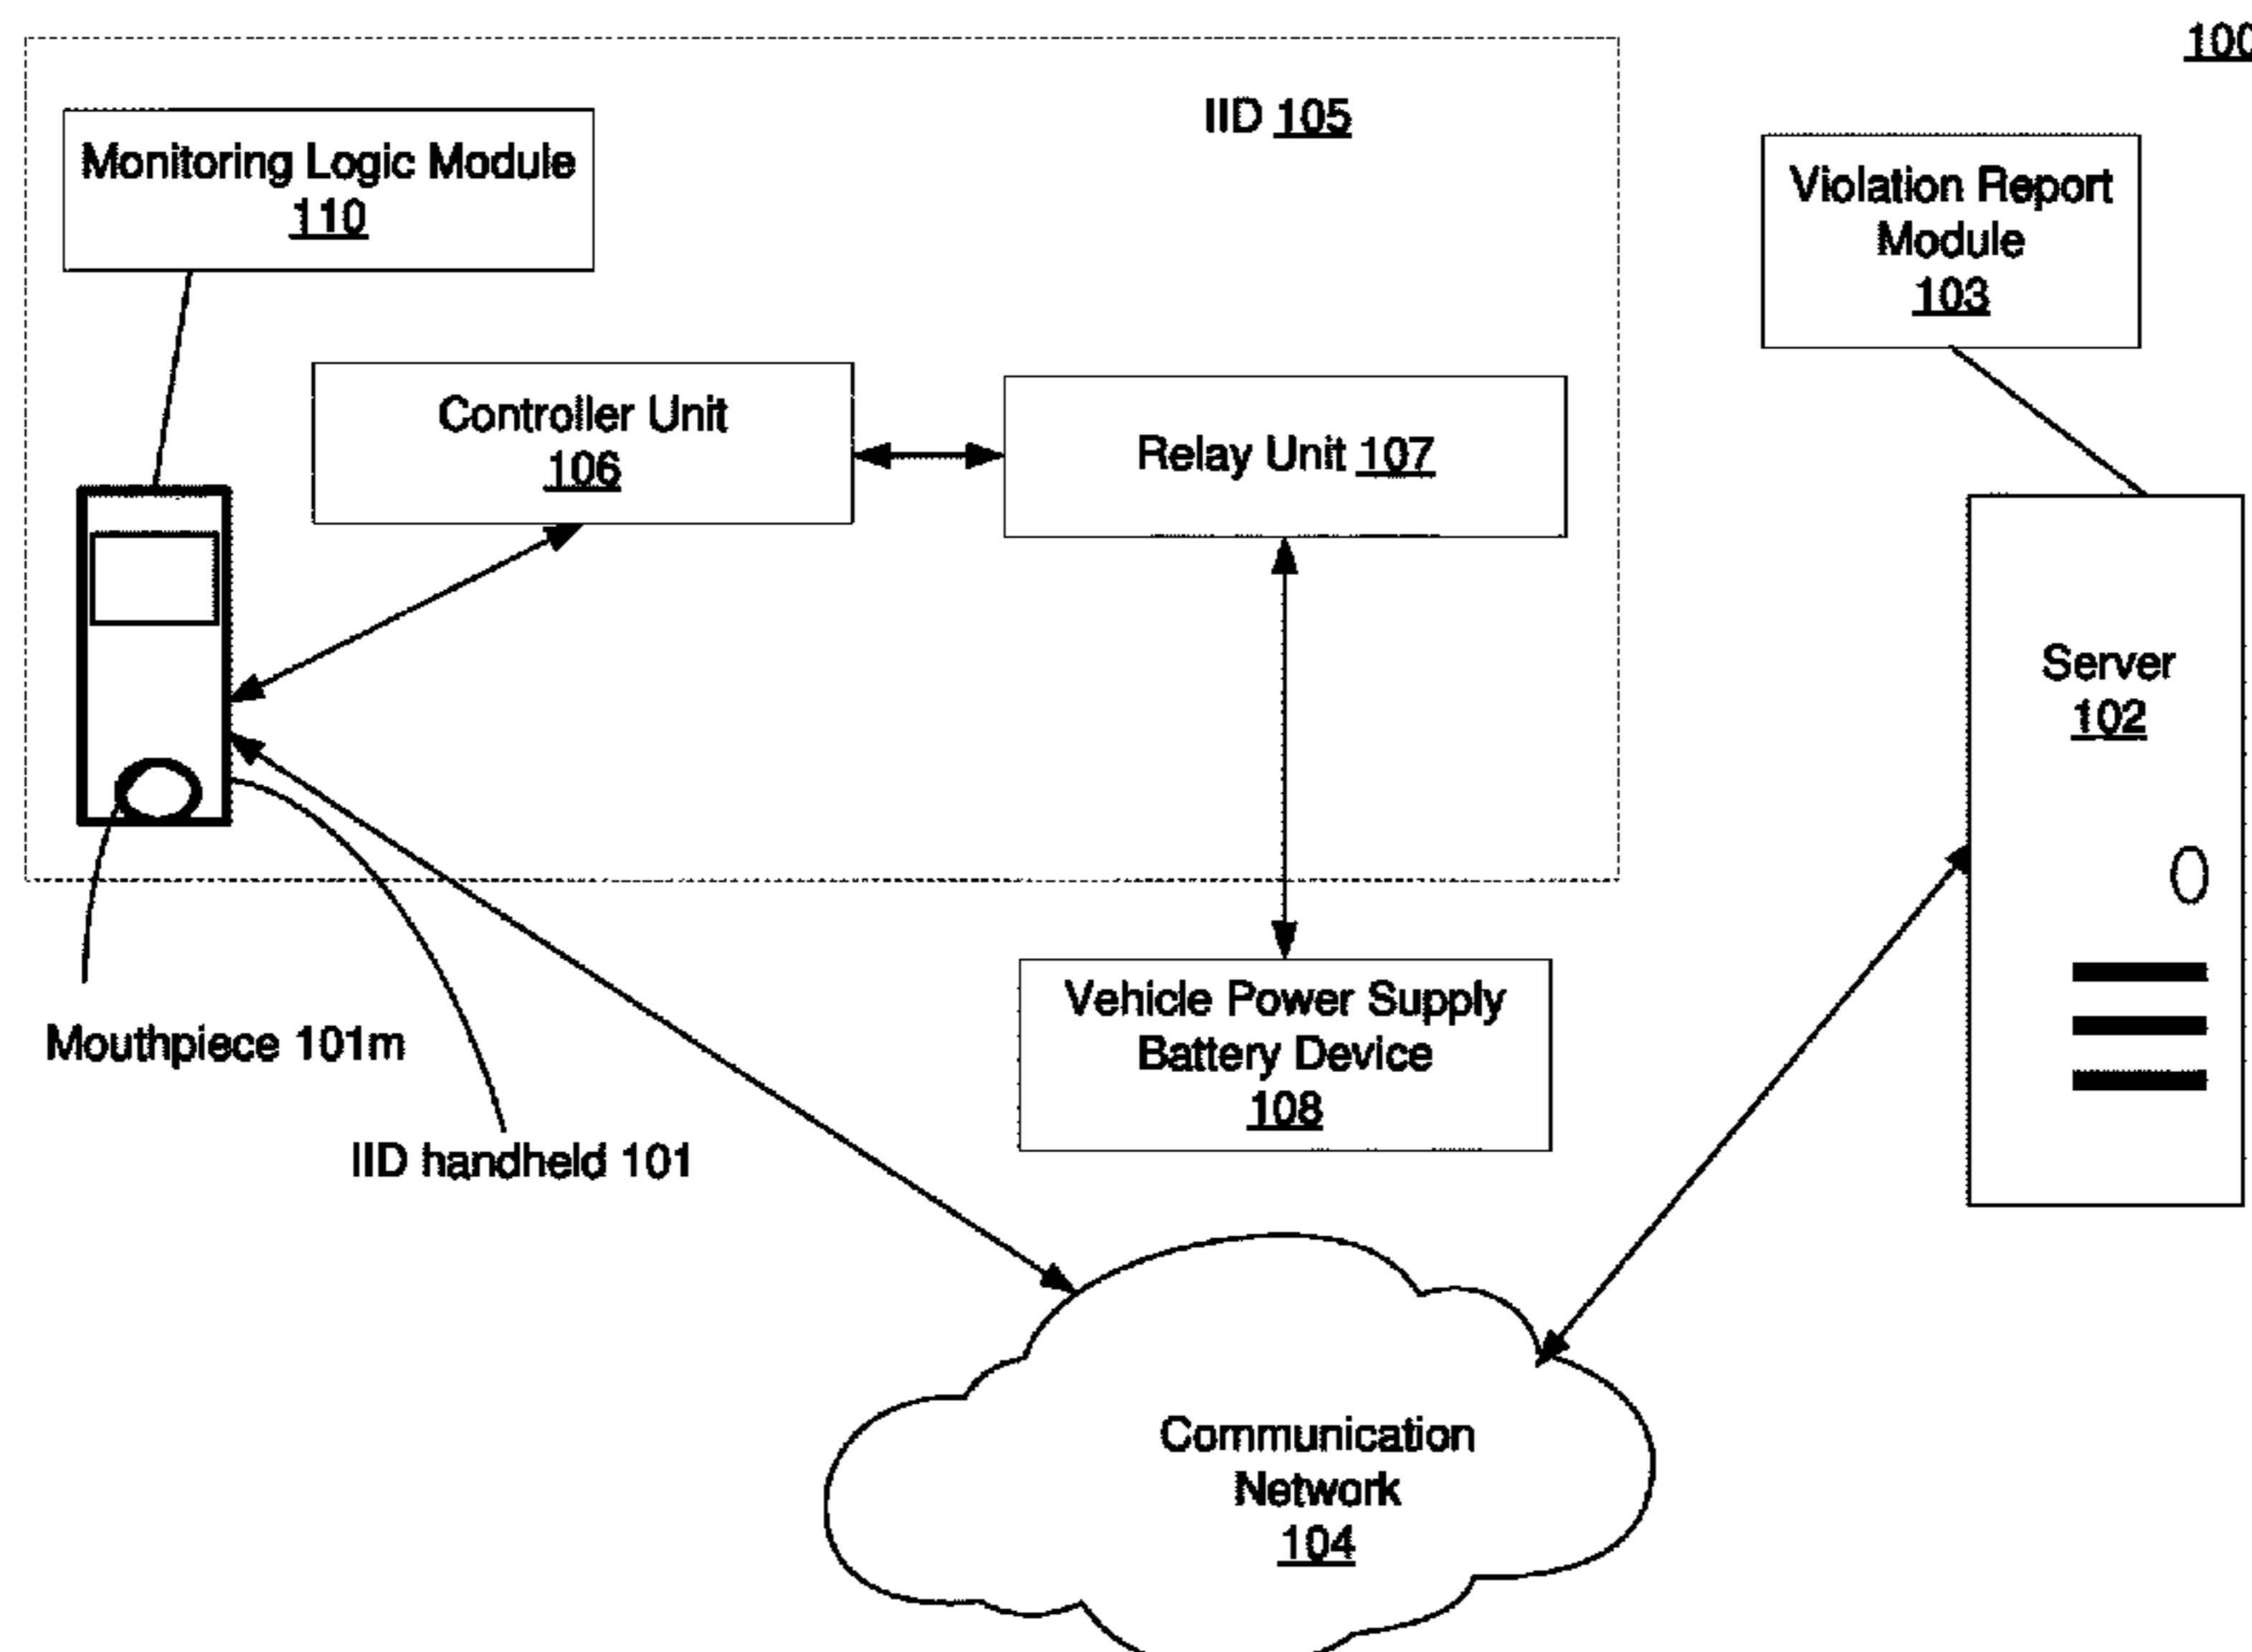 100
IID 105
Monitoring Logic Module
110
Violation Report
Module
103
Controller Unit
106
Relay Unit 107
Server
102
Mouthpiece 101m
Vehicle Power Supply
Battery Device
108
IID handheld 101
Communication
Network
104